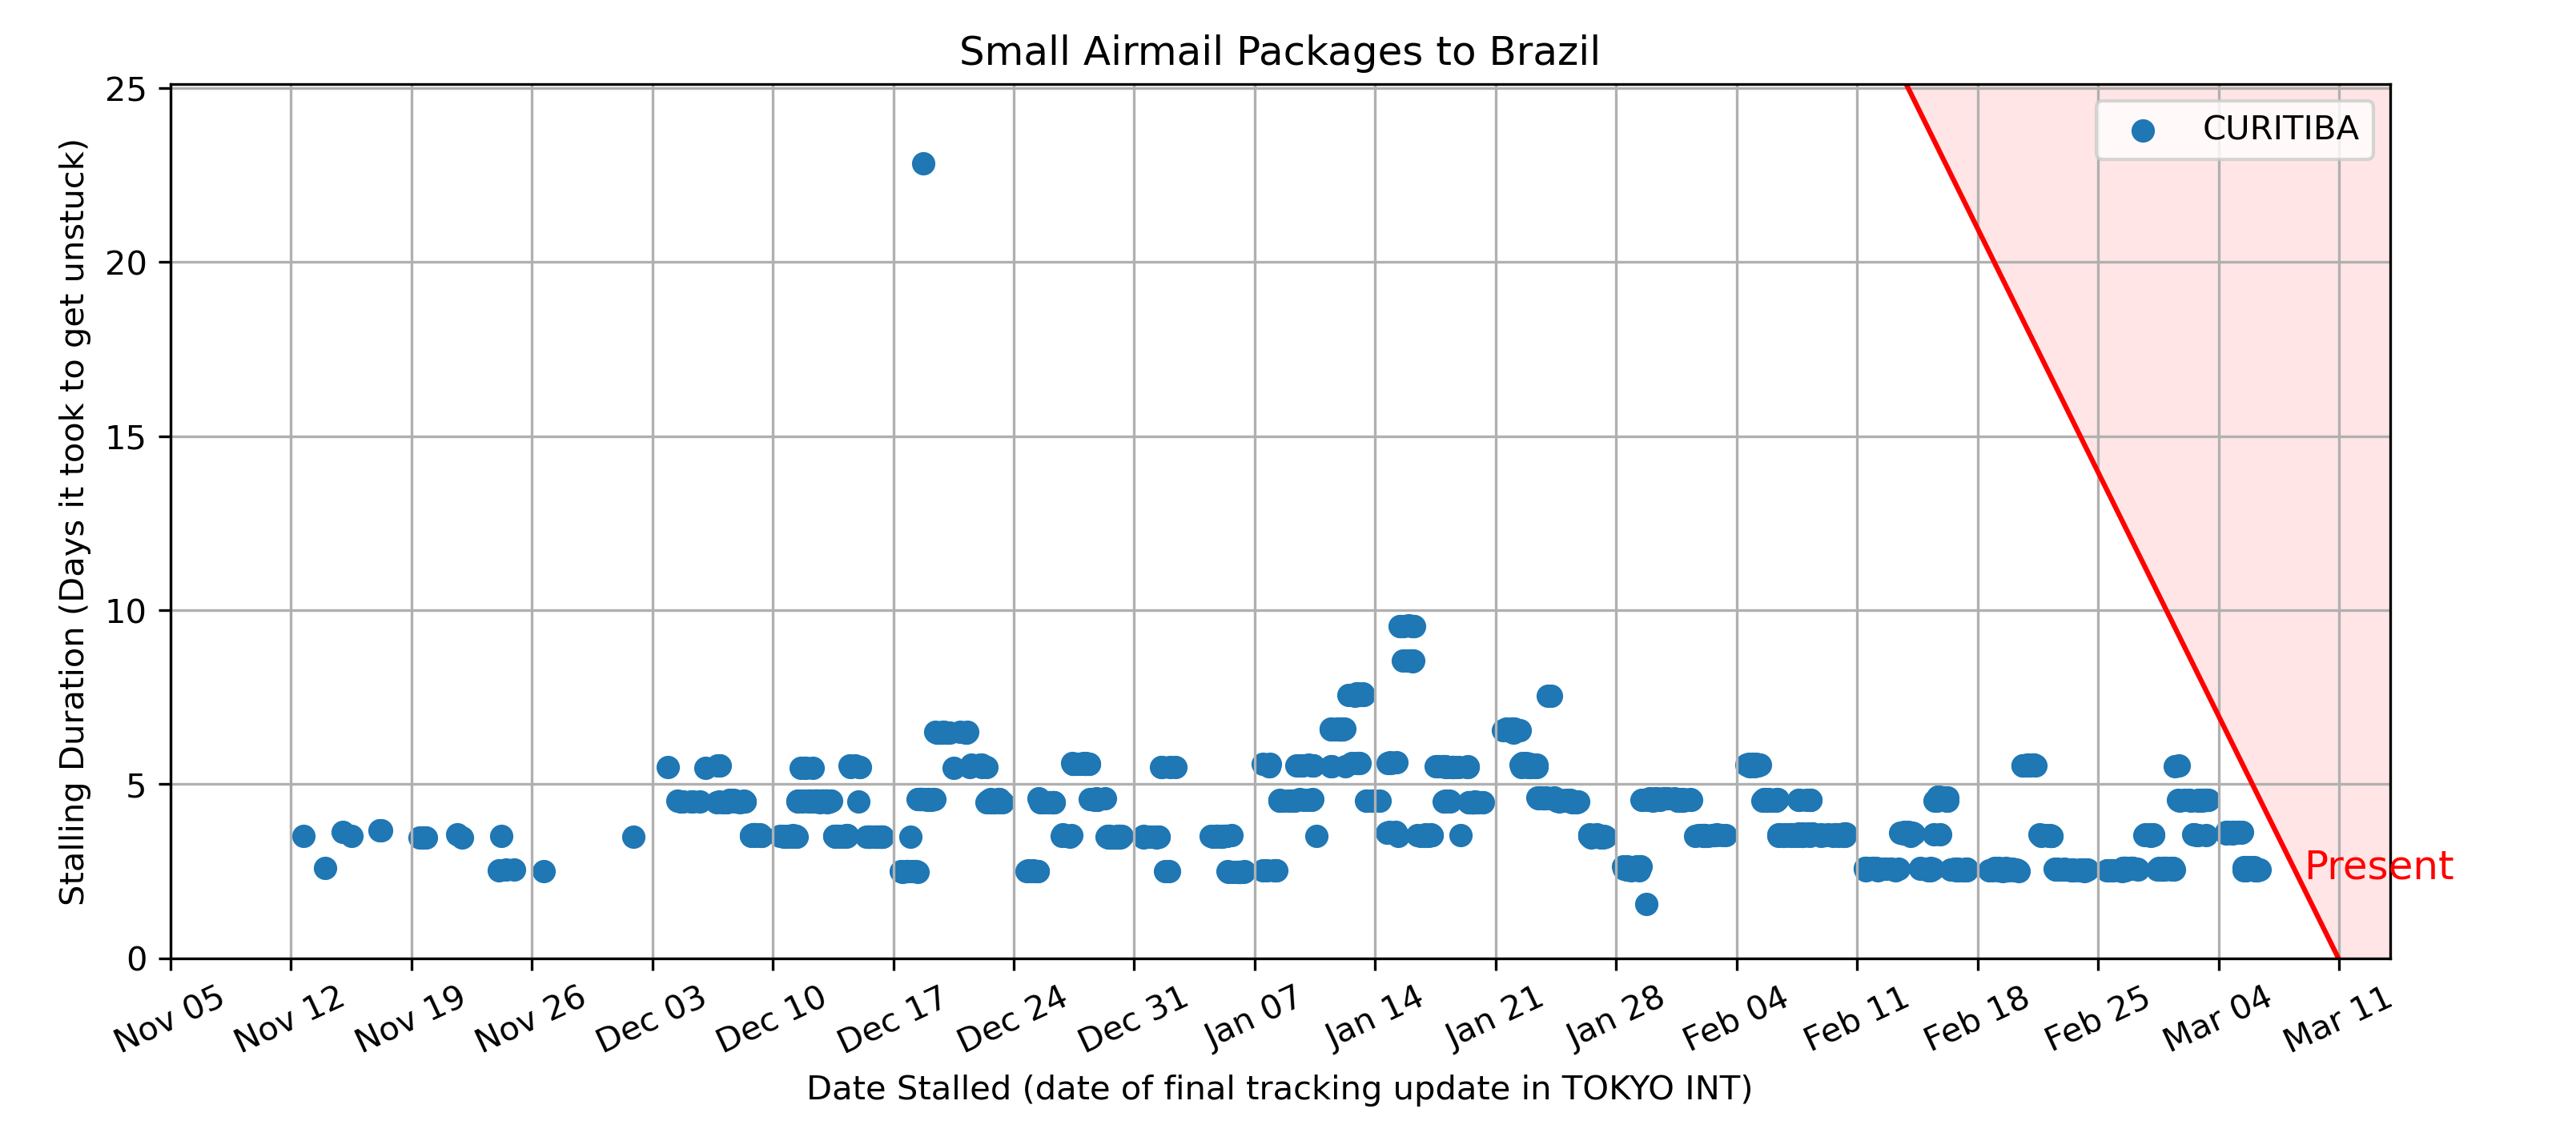 Small Airmail Packages to Brazil
Stalling Duration (Days it took to get unstuck)
25
20
15
10
5
0
CURITIBA
Present
Nov 05
Nov 12
Nov 19
Nov 26
Dec 03
Dec 10
Dec 17
Dec 24
Dec 31
Jan 07
Jan 14
Jan 21
Jan 28
Feb 04
Feb 11
Feb 18
Feb 25
Mar 04
Mar 11
Date Stalled (date of final tracking update in TOKYO INT)